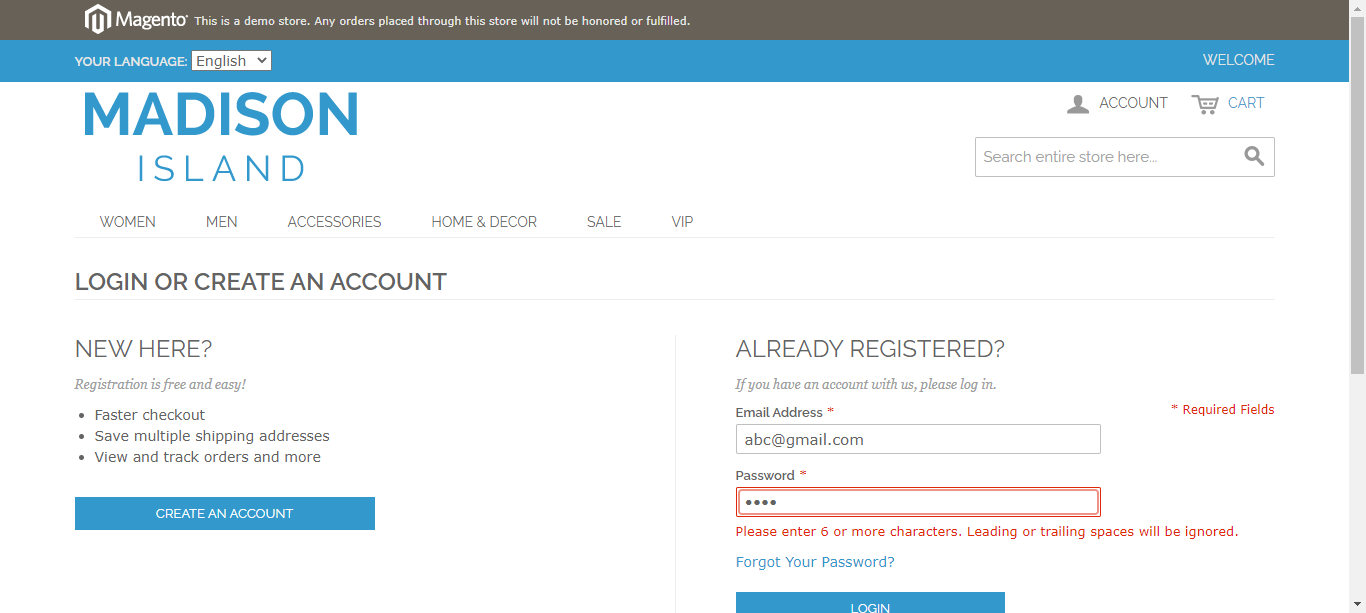 Magento This is a demo store. Any orders placed through this store will not be honored or fulfilled.
YOUR LANGUAGE: English
WELCOME
MADISON
ISLAND
ACCOUNT CART
Search entire store here...
WOMEN MEN ACCESSORIES HOME & DECOR SALE VIP
LOGIN OR CREATE AN ACCOUNT
NEW HERE?
Registration is free and easy!
• Faster checkout
• Save multiple shipping addresses
• View and track orders and more
CREATE AN ACCOUNT
ALREADY REGISTERED?
If you have an account with us, please log in.
* Required Fields
Email Address *
abc@gmail.com
Password *
••••
Please enter 6 or more characters. Leading or trailing spaces will be ignored.
Forgot Your Password?
LOGIN